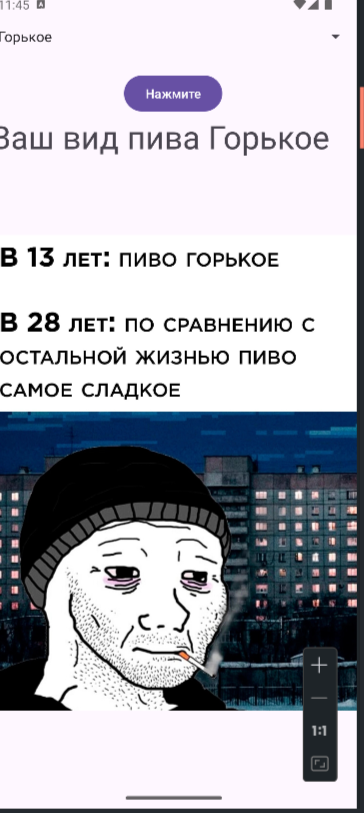 11:45 A
Горькое
Нажмите
Ваш вид пива Горькое
В 13 лет: пиво горькое
В 28 лет: по сравнению с
остальной жизнью пиво
самое сладкое
1:1